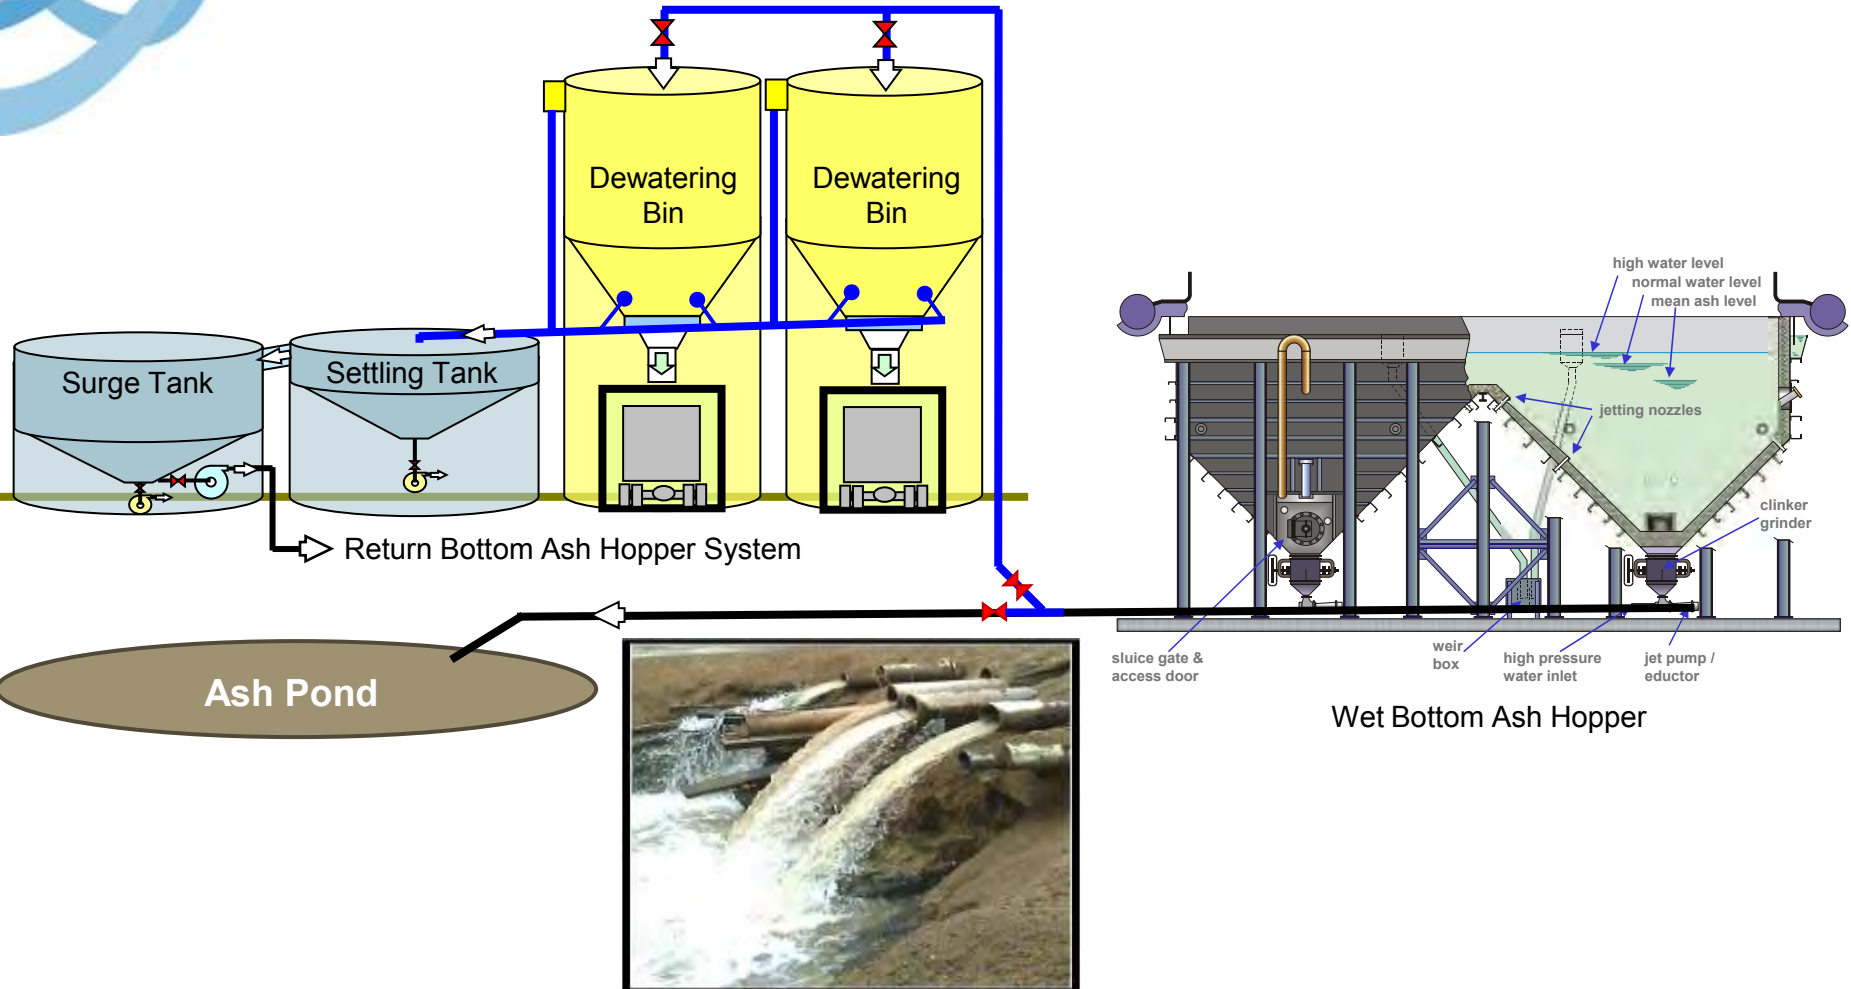 Dewatering
Bin
Dewatering
Bin
high water level
normal water level
mean ash level
Surge Tank
Settling Tank
jetting nozzles
clinker
grinder
Return Bottom Ash Hopper System
sluice gate &
access door
weir
box
high pressure
water inlet
jet pump /
eductor
Ash Pond
Wet Bottom Ash Hopper